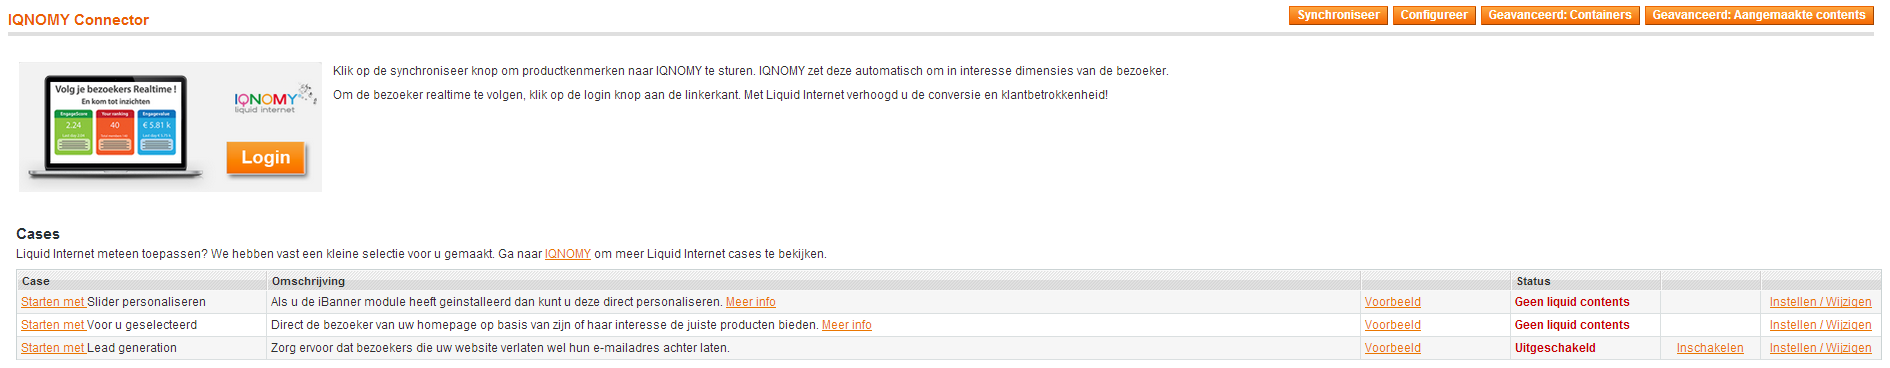 IQNOMY Connector
Synchroniseer Configureer Geavanceerd: Containers Geavanceerd: Aangemaakte contents
Volg je bezoekers Realtime !
En kom tot inzichten
EngageScore Your ranking Engagevalue
2.24 40 € 5.81 k
IQNOMY
liquid internet
Login
Klik op de synchroniseer knop om productkenmerken naar IQNOMY te sturen. IQNOMY zet deze automatisch om in interesse dimensies van de bezoeker.
Om de bezoeker realtime te volgen, klik op de login knop aan de linkerkant. Met Liquid Internet verhoogd u de conversie en klantbetrokkenheid!
Cases
Liquid Internet meteen toepassen? We hebben vast een kleine selectie voor u gemaakt. Ga naar IQNOMY om meer Liquid Internet cases te bekijken.
Case Omschrijving Status
Starten met Slider personaliseren Als u de iBanner module heeft geinstalleerd dan kunt u deze direct personaliseren. Meer info Voorbeeld Geen liquid contents Instellen / Wijzigen
Starten met Voor u geselecteerd Direct de bezoeker van uw homepage op basis van zijn of haar interesse de juiste producten bieden. Meer info Voorbeeld Geen liquid contents Instellen / Wijzigen
Starten met Lead generation Zorg ervoor dat bezoekers die uw website verlaten wel hun e-mailadres achter laten. Voorbeeld Uitgeschakeld Inschakelen Instellen / Wijzigen